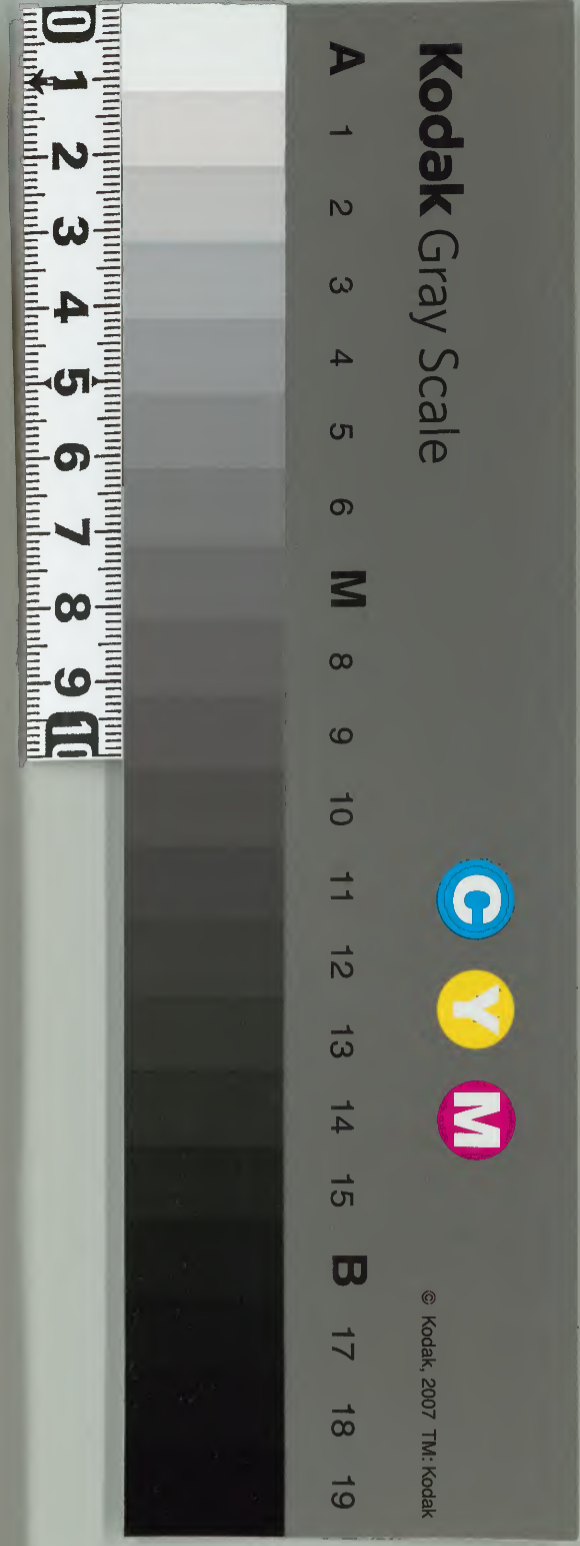 Kodak Gray Scale
C Y M
© Kodak, 2007 TM: Kodak
A 1 2 3 4 5 6 M 8 9 10 11 12 13 14 15 B 17 18 19
0 1 2 3 4 5 6 7 8 9 10